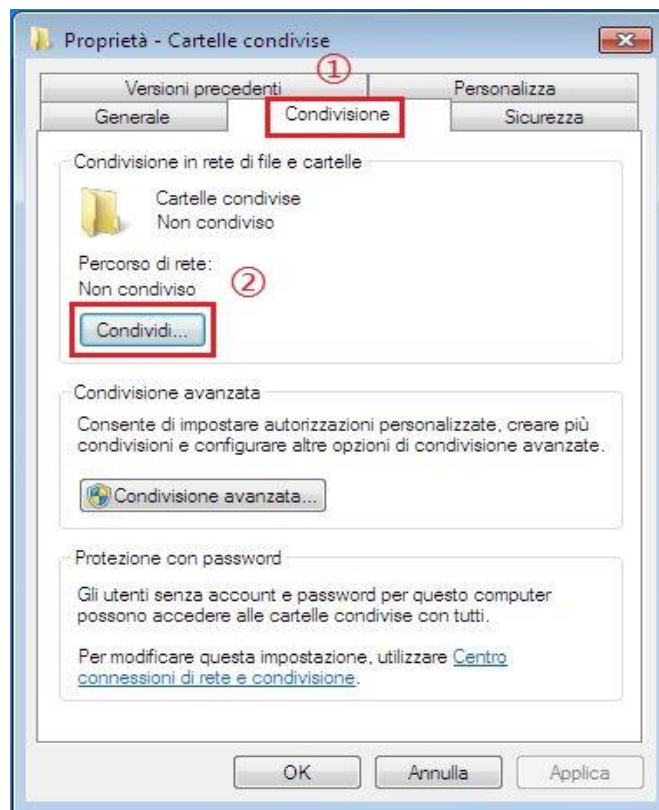 Proprietà - Cartelle condivise
①
Versioni precedenti
Personalizza
Generale
Condivisione
Sicurezza
Condivisione in rete di file e cartelle
Cartelle condivise
Non condiviso
Percorso di rete:
Non condiviso
②
Condividi...
Condivisione avanzata
Consente di impostare autorizzazioni personalizzate, creare più
condivisioni e configurare altre opzioni di condivisione avanzate.
Condivisione avanzata...
Protezione con password
Gli utenti senza account e password per questo computer
possono accedere alle cartelle condivise con tutti.
Per modificare questa impostazione, utilizzare Centro
connessioni di rete e condivisione.
OK
Annulla
Applica